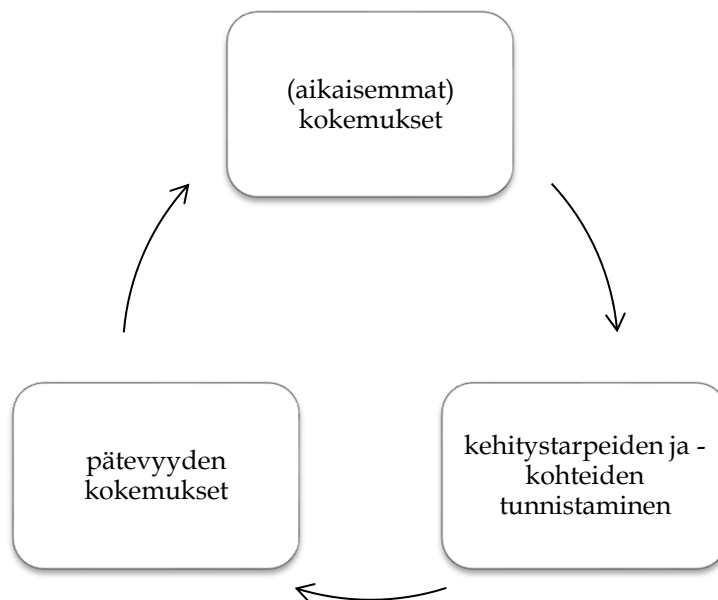 (aikaisemmat)
kokemukset
kehitystarpeiden ja -
kohteiden
tunnistaminen
pätevyyden
kokemukset